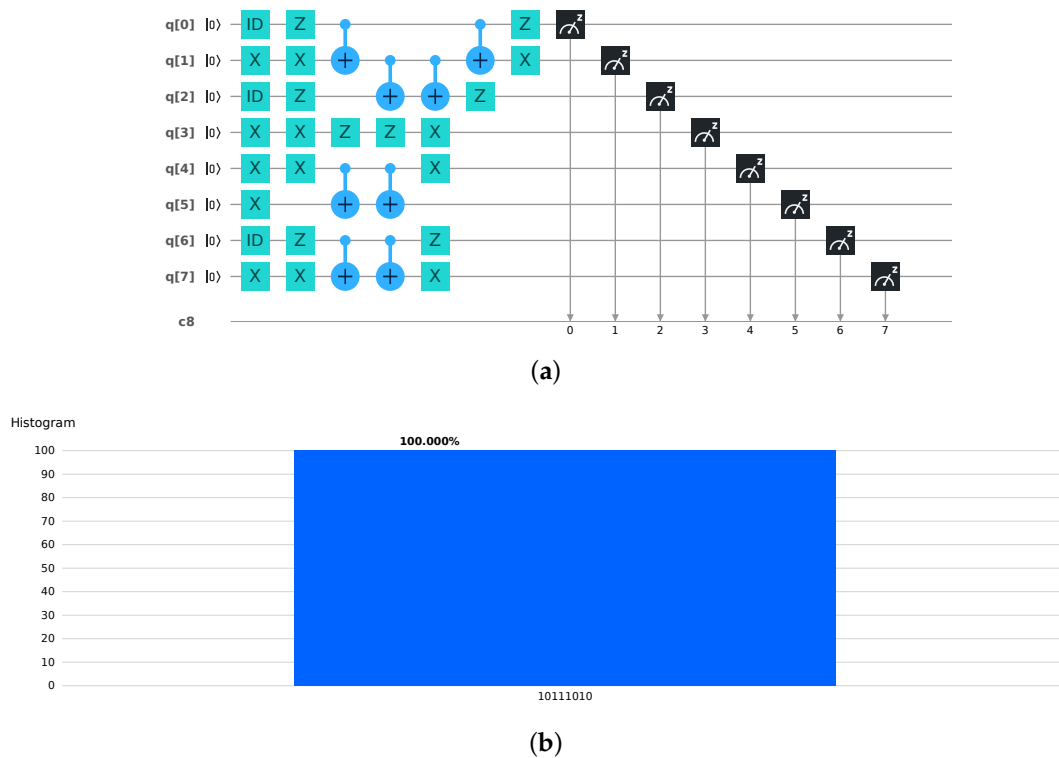 q[0] |0⟩ ID Z + Z z
q[1] |0⟩ X X + + X z
q[2] |0⟩ ID Z + + Z z
q[3] |0⟩ X X Z Z X z
q[4] |0⟩ X X X z
q[5] |0⟩ X + + z
q[6] |0⟩ ID Z Z z
q[7] |0⟩ X X + + X z
c8
0 1 2 3 4 5 6 7
(a)
Histogram
100.000%
100
90
80
70
60
50
40
30
20
10
0
10111010
(b)